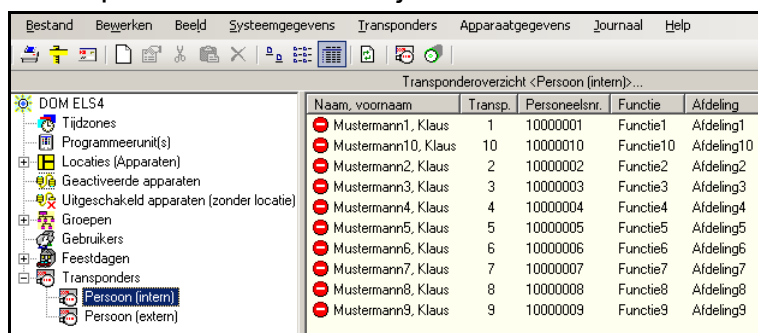 Bestand Bewerken Beeld Systeemgegevens Transponders Apparaatgegevens Journaal Help
Transponderoverzicht <Persoon (intern)>...
DOM ELS4
Tijdzones
Programmeerunit(s)
Locaties (Apparaten)
Geactiveerde apparaten
Uitgeschakeld apparaten (zonder locatie)
Groepen
Gebruikers
Feestdagen
Transponders
Persoon (intern)
Persoon (extern)
Naam, voornaam Transp. Personeelsnr. Functie Afdeling
Mustermann1, Klaus 1 10000001 Functie1 Afdeling1
Mustermann10, Klaus 10 10000010 Functie10 Afdeling10
Mustermann2, Klaus 2 10000002 Functie2 Afdeling2
Mustermann3, Klaus 3 10000003 Functie3 Afdeling3
Mustermann4, Klaus 4 10000004 Functie4 Afdeling4
Mustermann5, Klaus 5 10000005 Functie5 Afdeling5
Mustermann6, Klaus 6 10000006 Functie6 Afdeling6
Mustermann7, Klaus 7 10000007 Functie7 Afdeling7
Mustermann8, Klaus 8 10000008 Functie8 Afdeling8
Mustermann9, Klaus 9 10000009 Functie9 Afdeling9